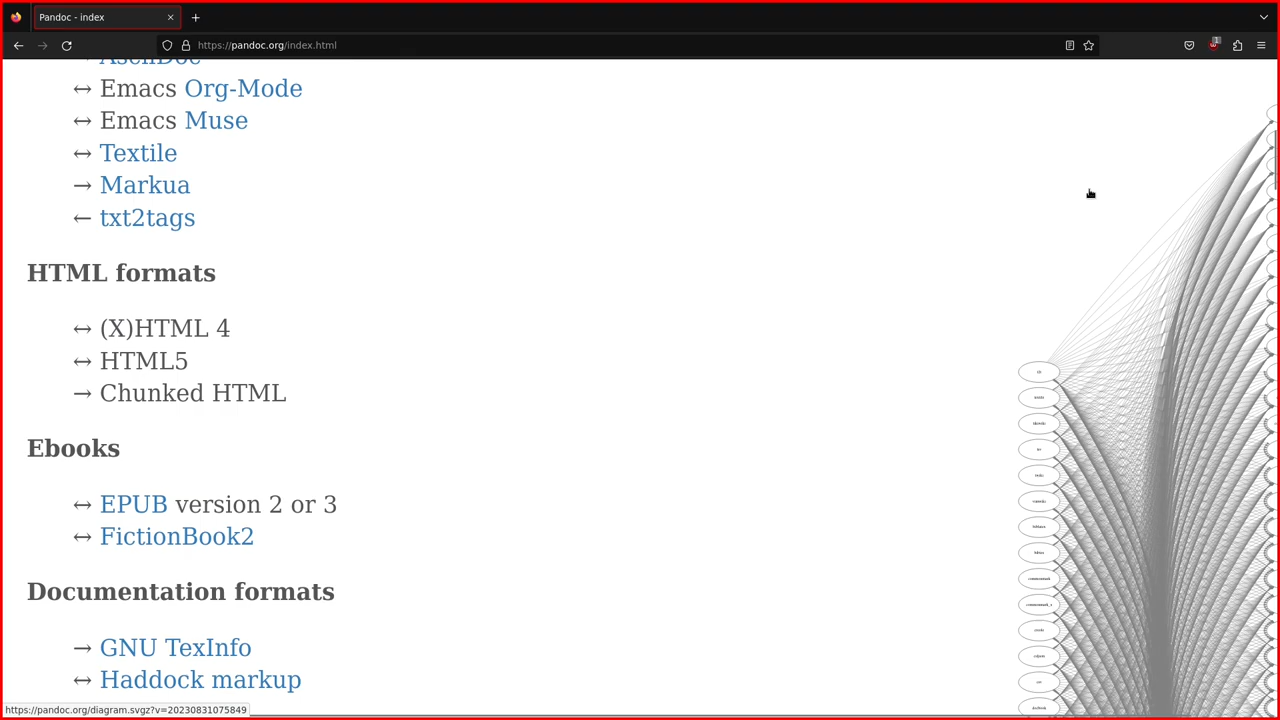 Pandoc - index
https://pandoc.org/index.html
1
AsciiDoc
↔ Emacs Org-Mode
↔ Emacs Muse
↔ Textile
→ Markua
← txt2tags
HTML formats
↔ (X)HTML 4
↔ HTML5
→ Chunked HTML
Ebooks
↔ EPUB version 2 or 3
↔ FictionBook2
Documentation formats
→ GNU TexInfo
↔ Haddock markup
https://pandoc.org/diagram.svgz?v=20230831075849